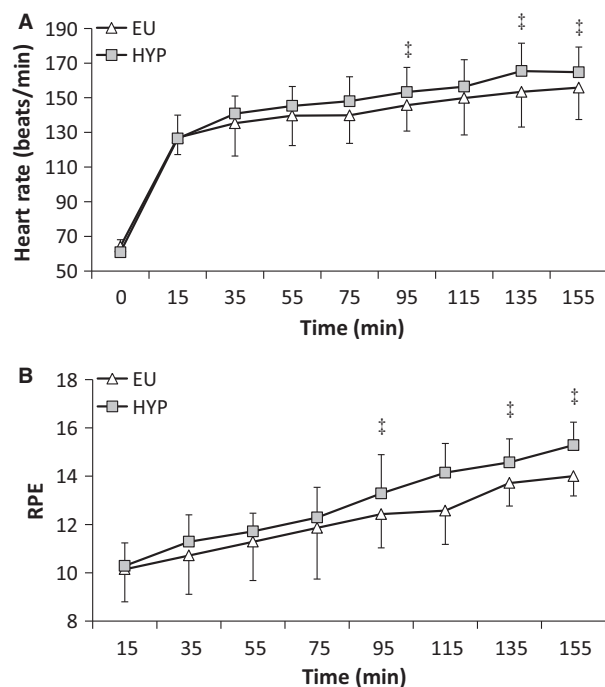 A
EU
HYP
190
170
150
130
110
90
70
50
Heart rate (beats/min)
‡ ‡ ‡
0 15 35 55 75 95 115 135 155
Time (min)
B
EU
HYP
18
16
14
12
10
8
RPE
‡ ‡ ‡
15 35 55 75 95 115 135 155
Time (min)